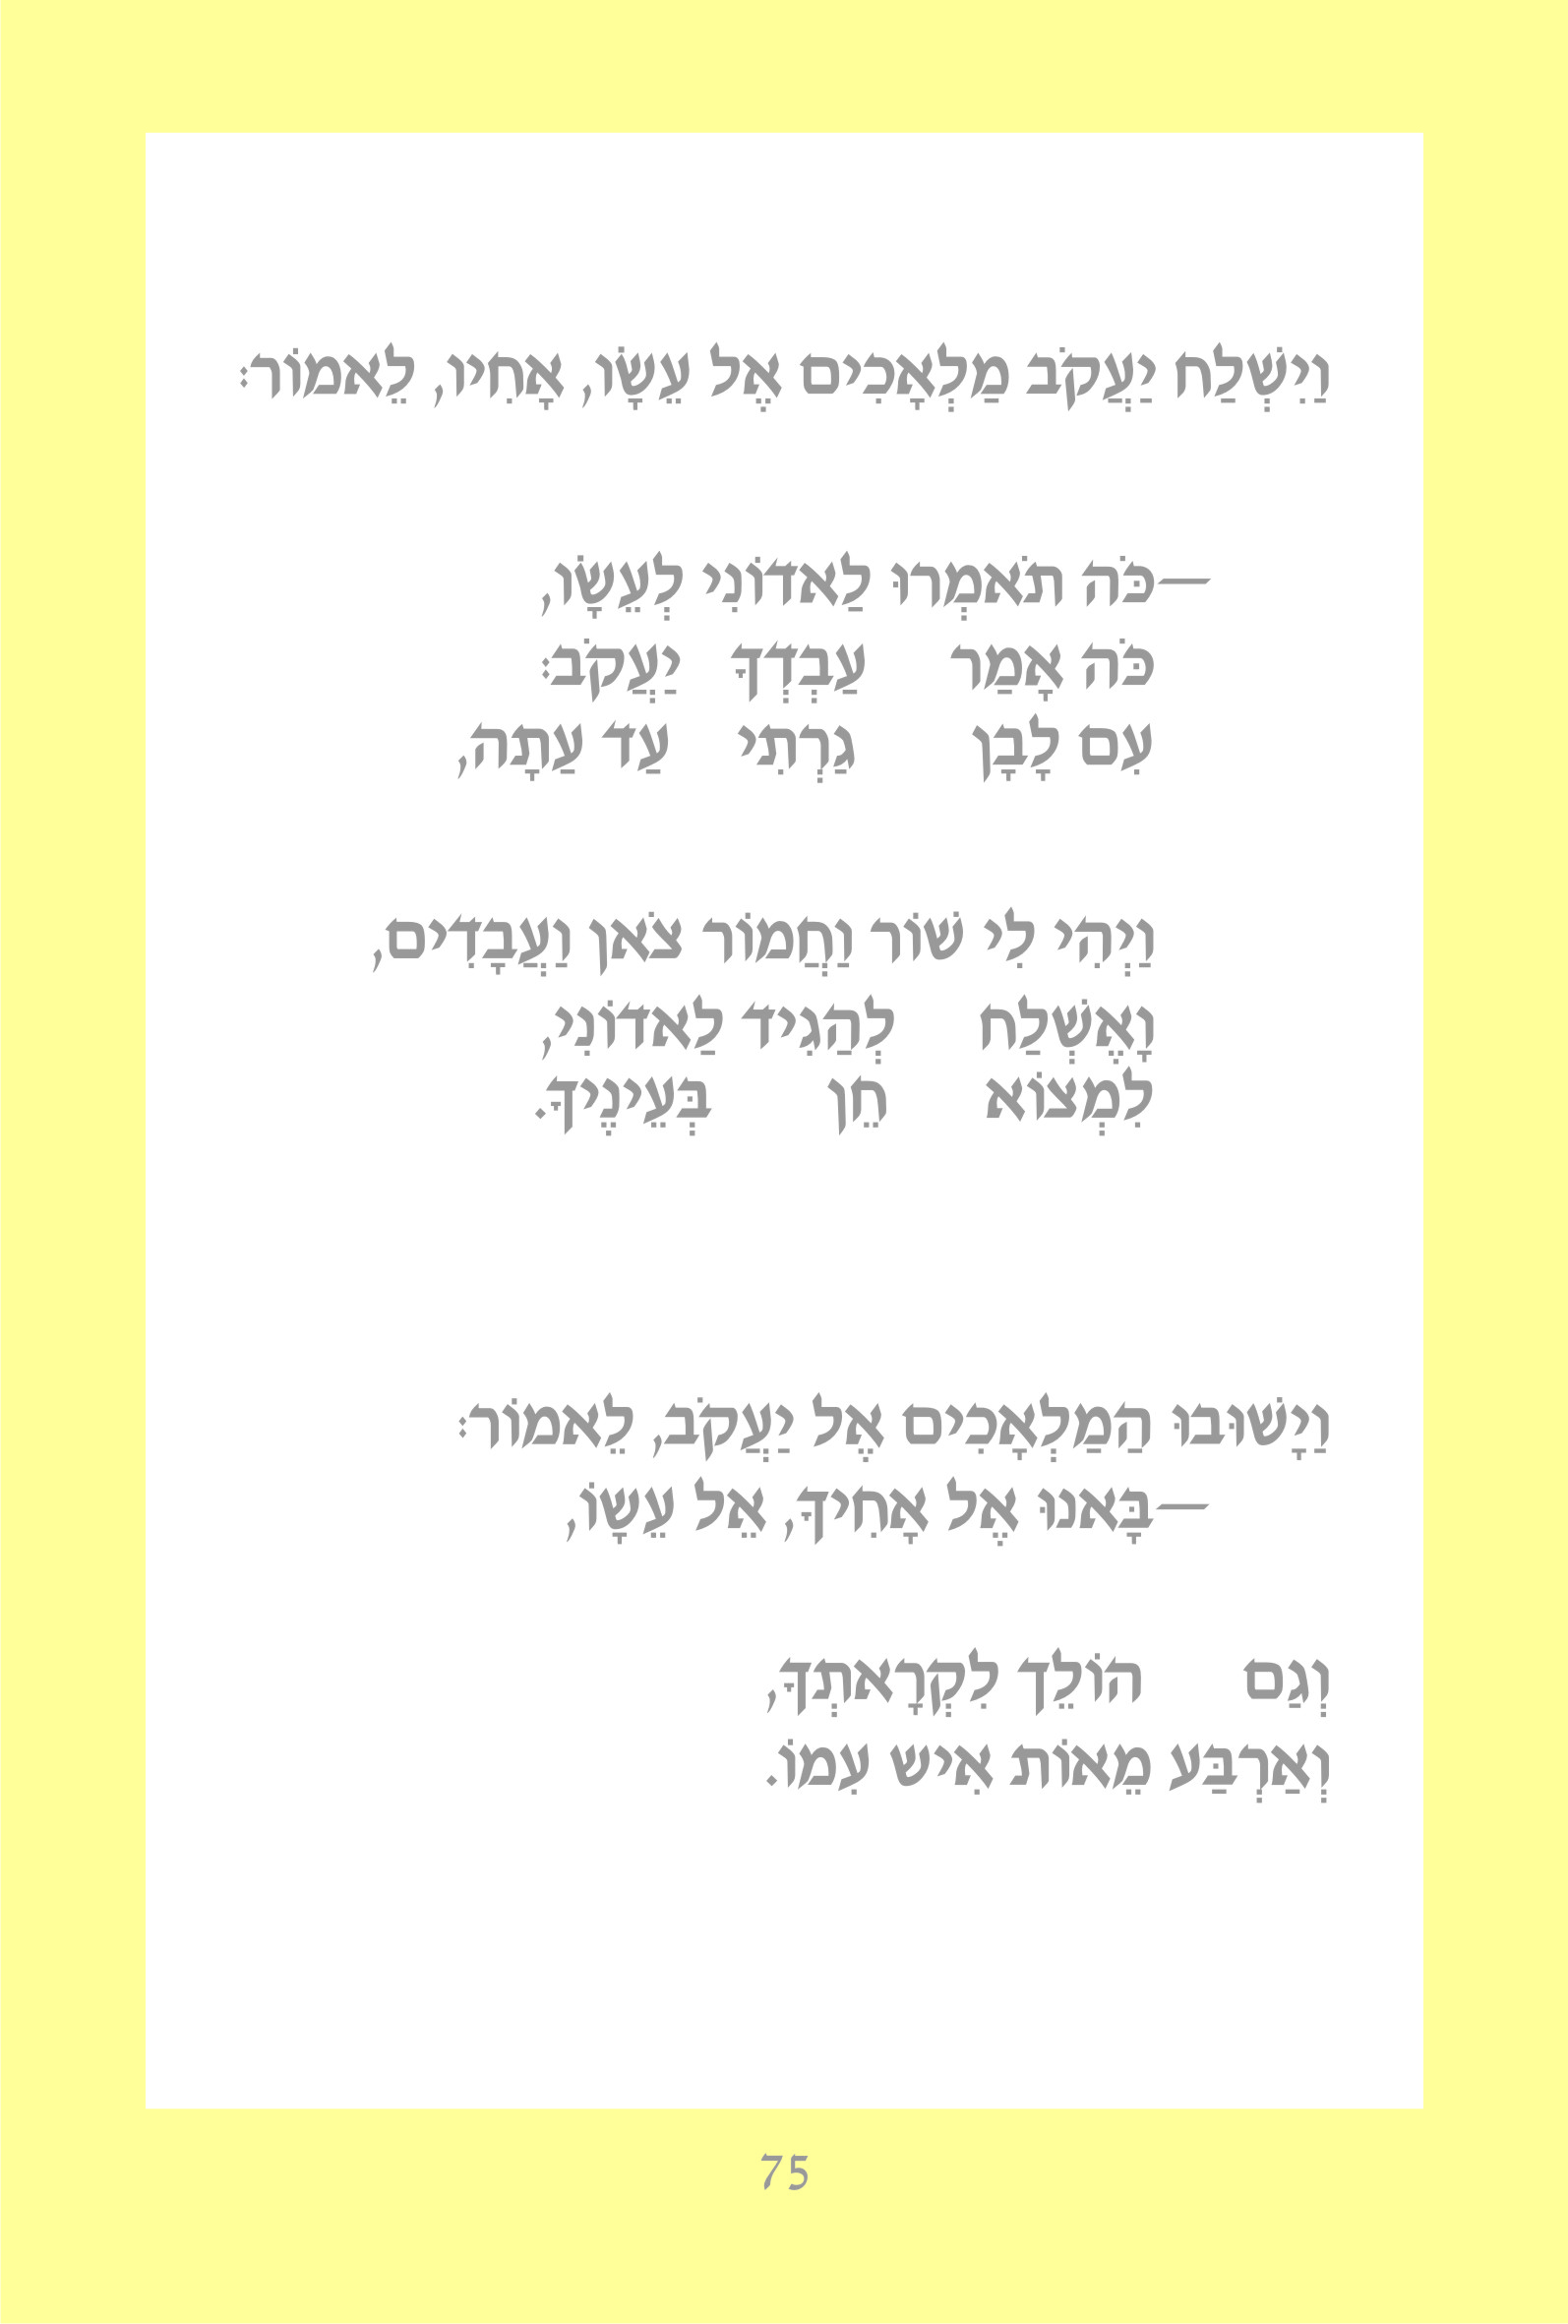 וַיִשְׁלַח יַעֲקֹב מַלְאָכִים אֶל עֵשָׂו, אָחִיו, לֵאמוֹר:
—כֹּה תֹאמְרוּ לַאדוֹנִי לְעֵשָׂו,
כֹּה אָמַר עַבְדְךָ יַעֲקֹב:
עִם לָבָן גַרְתִי עַד עַתָה,
וַיְהִי לִי שׁוֹר וַחֲמוֹר צֹאן וַעֲבָדִים,
וָאֶשְׁלַח לְהַגִיד לַאדוֹנִי,
לִמְצוֹא חֵן בְּעֵינֶיךָ.
וַיָשׁוּבוּ הַמַלְאָכִים אֶל יַעֲקֹב, לֵאמוֹר:
—בָּאנוּ אֶל אָחִיךָ, אֵל עֵשָׂו,
וְגַם הוֹלֵך לִקְרָאתְךָ,
וְאַרְבַּע מֵאוֹת אִיש עִמוֹ.
75